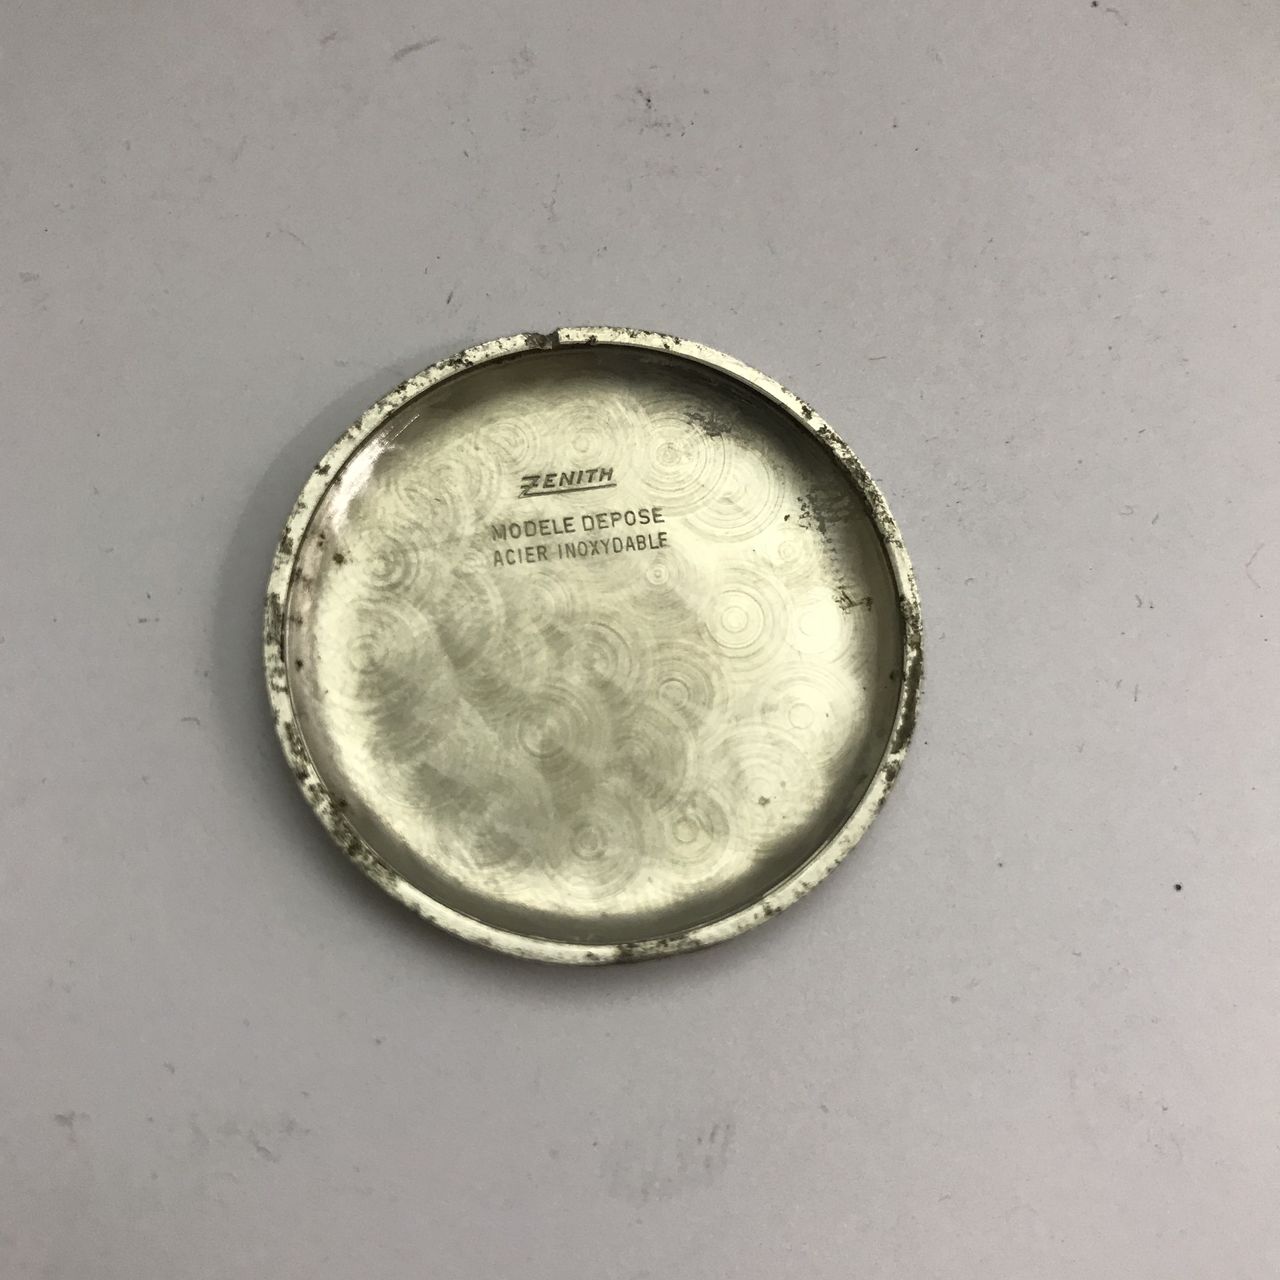 ZENITH
MODELE DEPOSE
ACIER INOXYDABLE